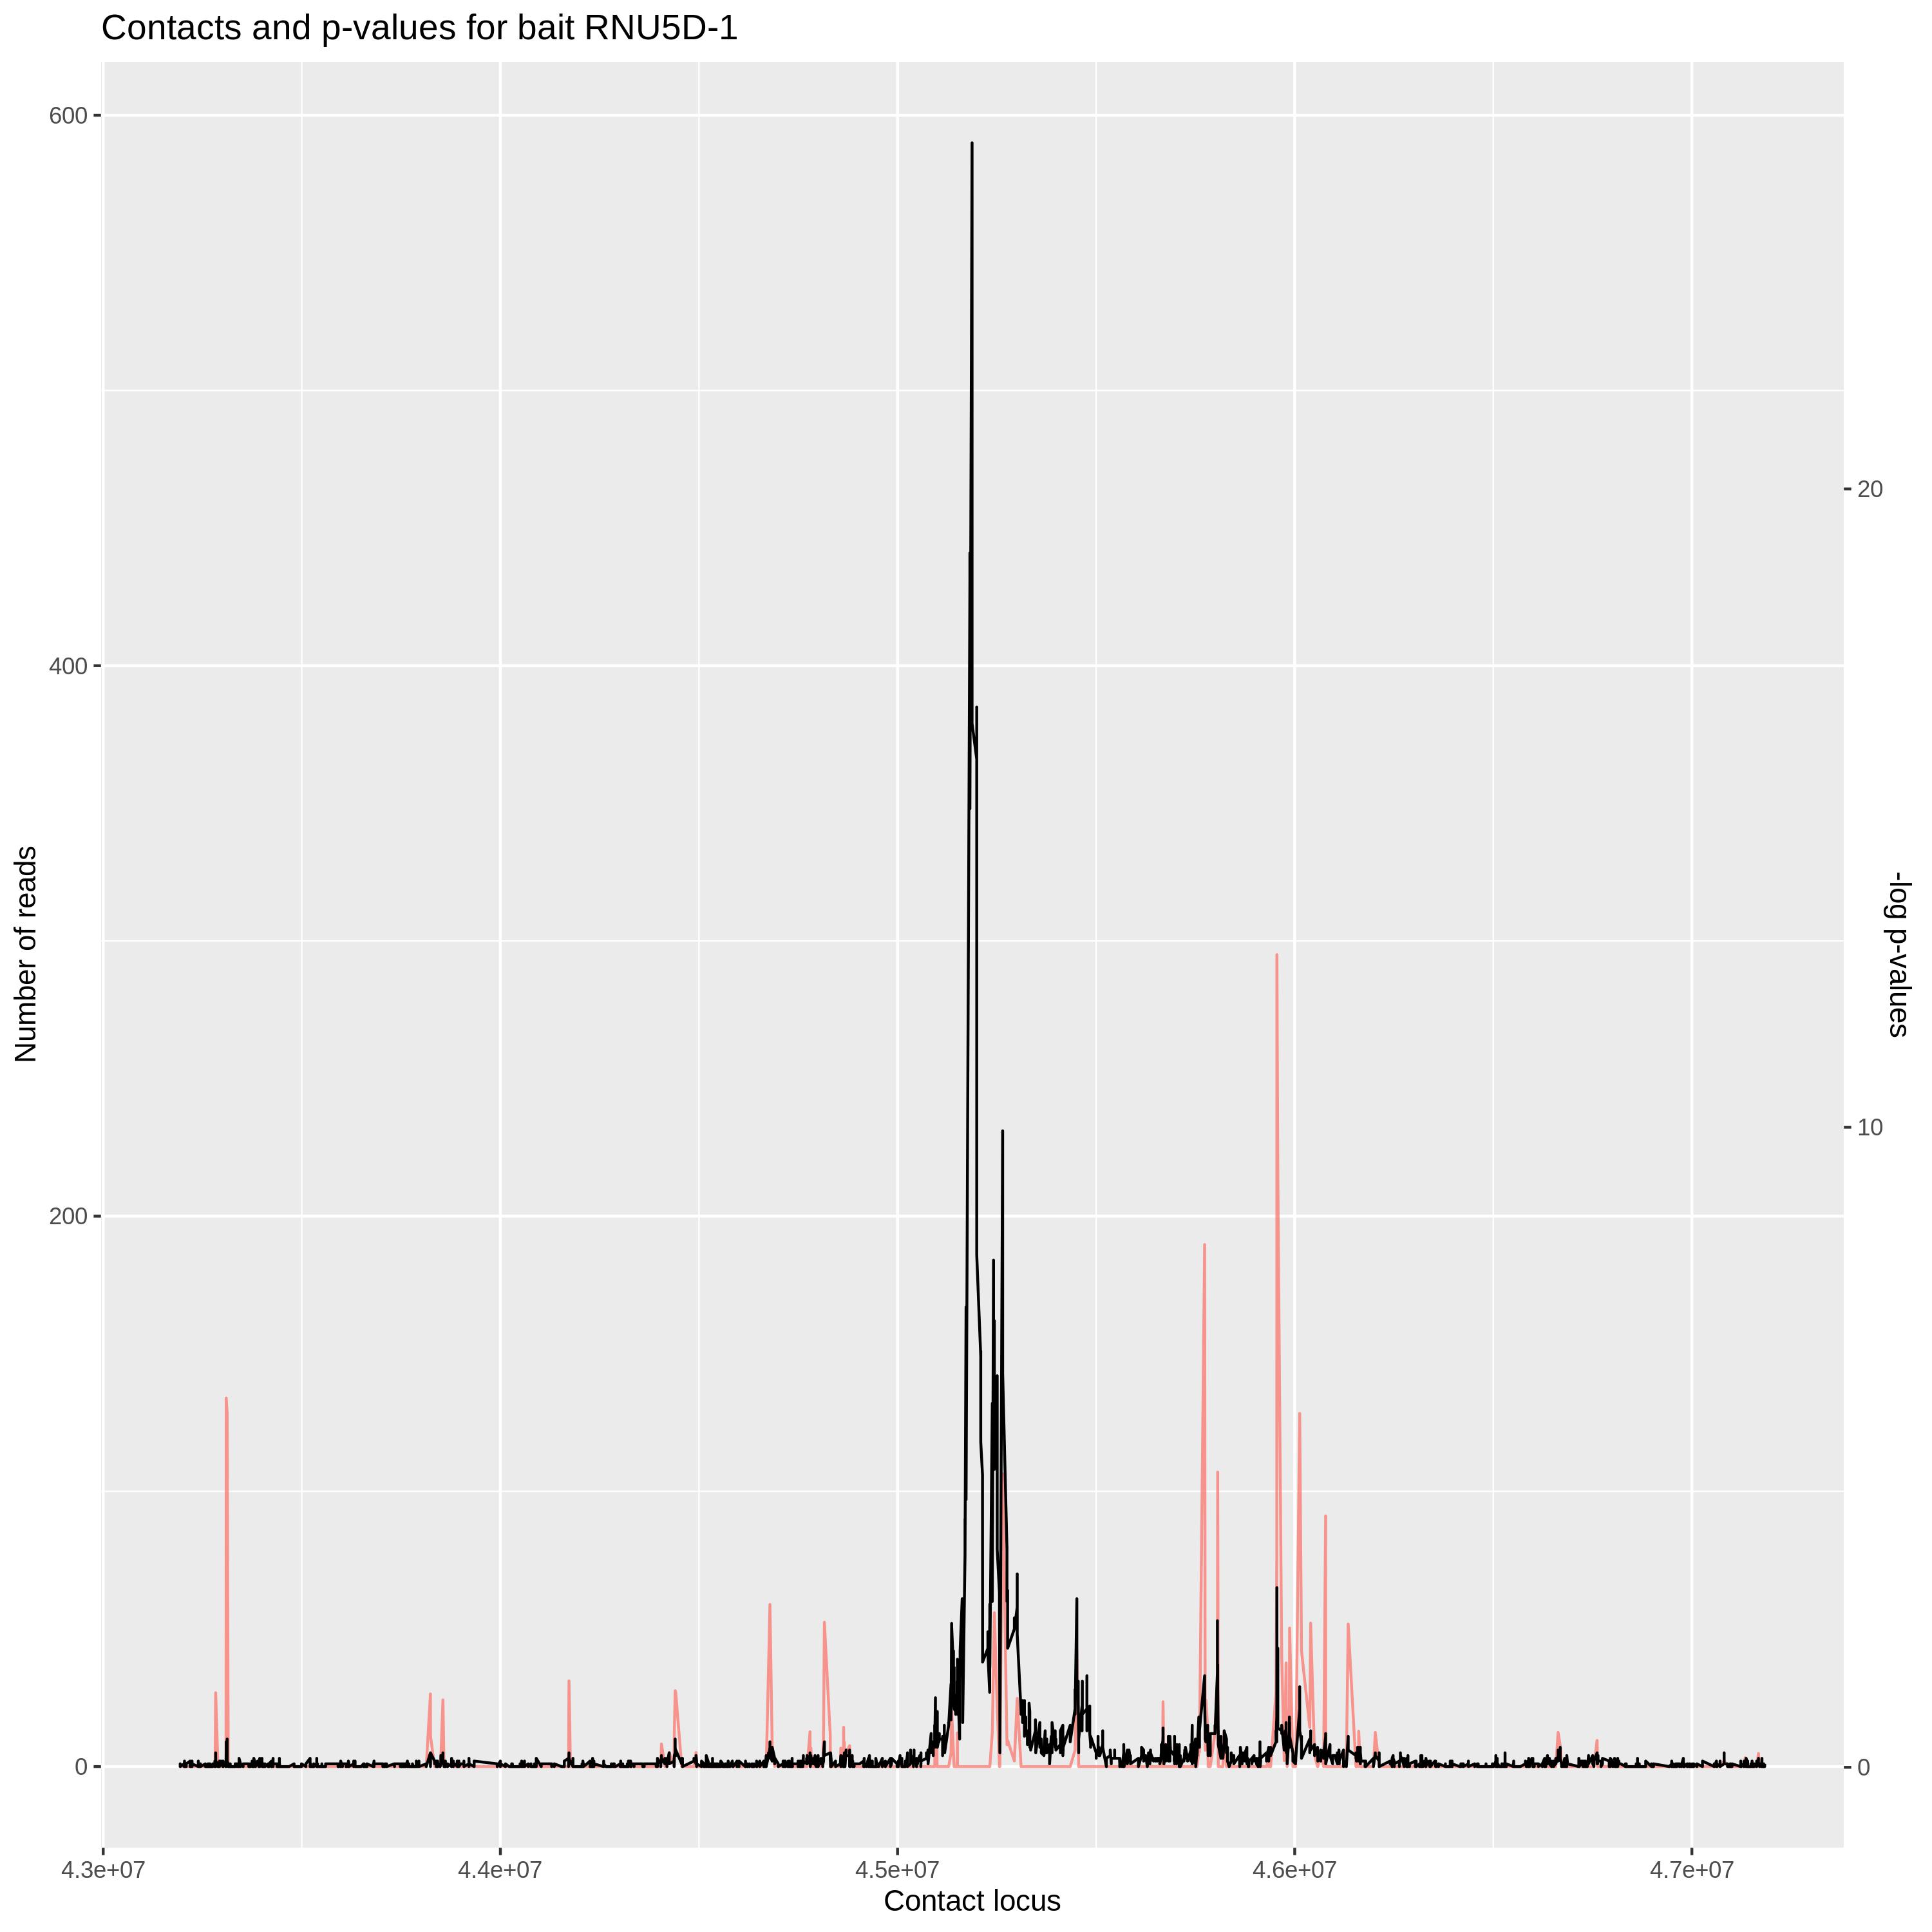 Contacts and p-values for bait RNU5D-1
600
400
200
0
Number of reads
20
10
0
-log p-values
4.3e+07
4.4e+07
4.5e+07
4.6e+07
4.7e+07
Contact locus